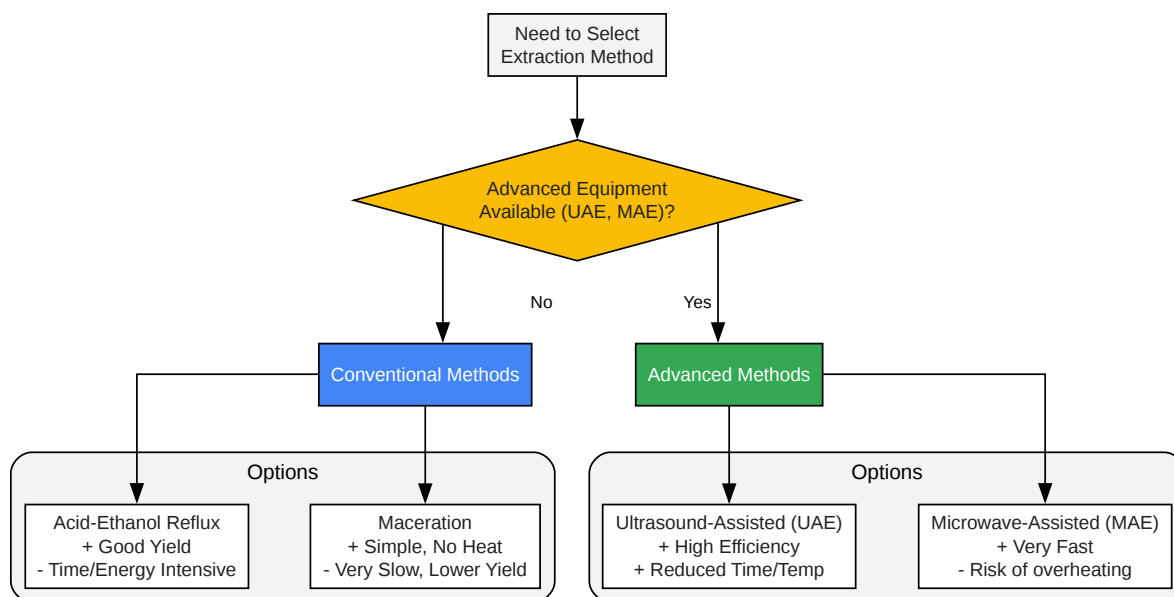 Need to Select
Extraction Method
Advanced Equipment
Available (UAE, MAE)?
No
Yes
Conventional Methods
Advanced Methods
Options
Acid-Ethanol Reflux
+ Good Yield
- Time/Energy Intensive
Maceration
+ Simple, No Heat
- Very Slow, Lower Yield
Options
Ultrasound-Assisted (UAE)
+ High Efficiency
+ Reduced Time/Temp
Microwave-Assisted (MAE)
+ Very Fast
- Risk of overheating